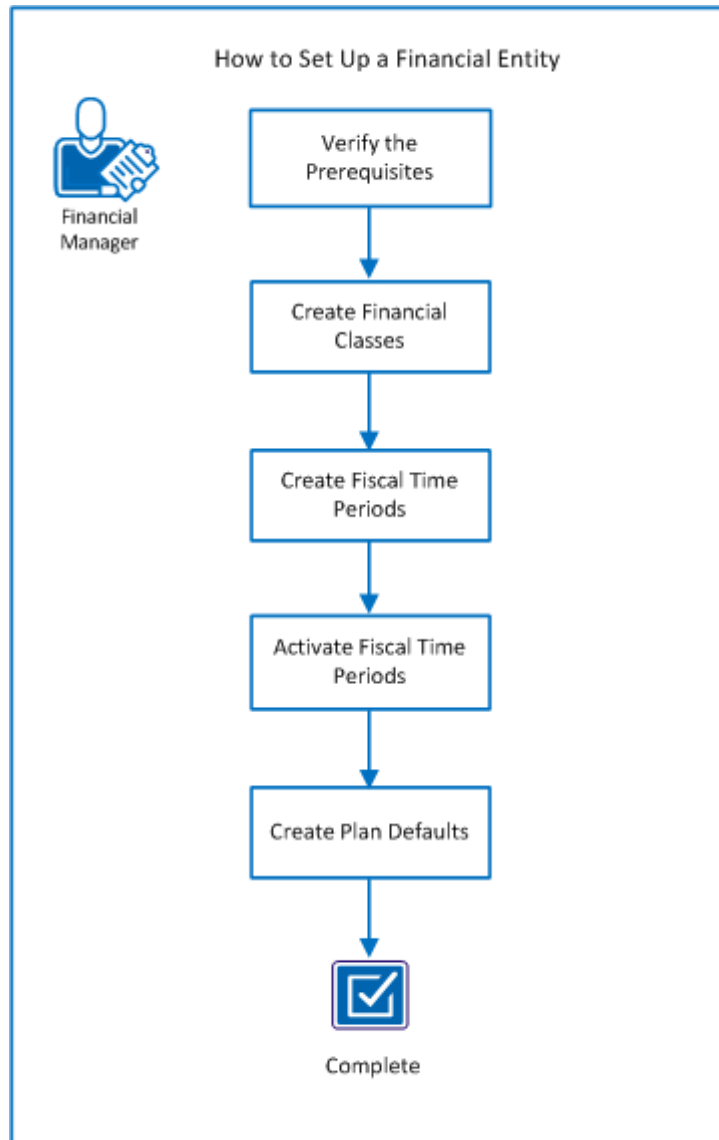 How to Set Up a Financial Entity
Financial
Manager
Verify the
Prerequisites
Create Financial
Classes
Create Fiscal Time
Periods
Activate Fiscal Time
Periods
Create Plan Defaults
Complete